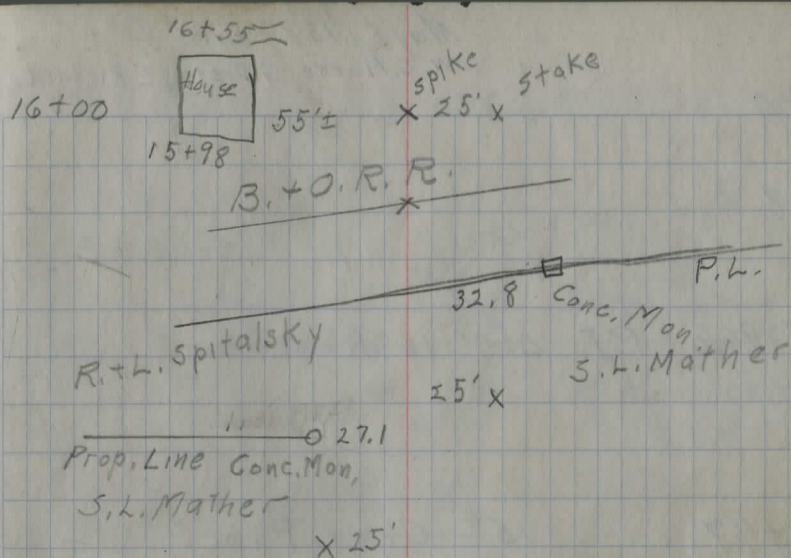 16+55
House
spike
stake
16+00
55'±
25'
15+98
B.+O.R.R.
P.L.
32.8
Conc. Mon
R.+L. Spitalsky
S.L. Mather
25'
27.1
Prop. Line Conc. Mon,
S.L. Mather
25'